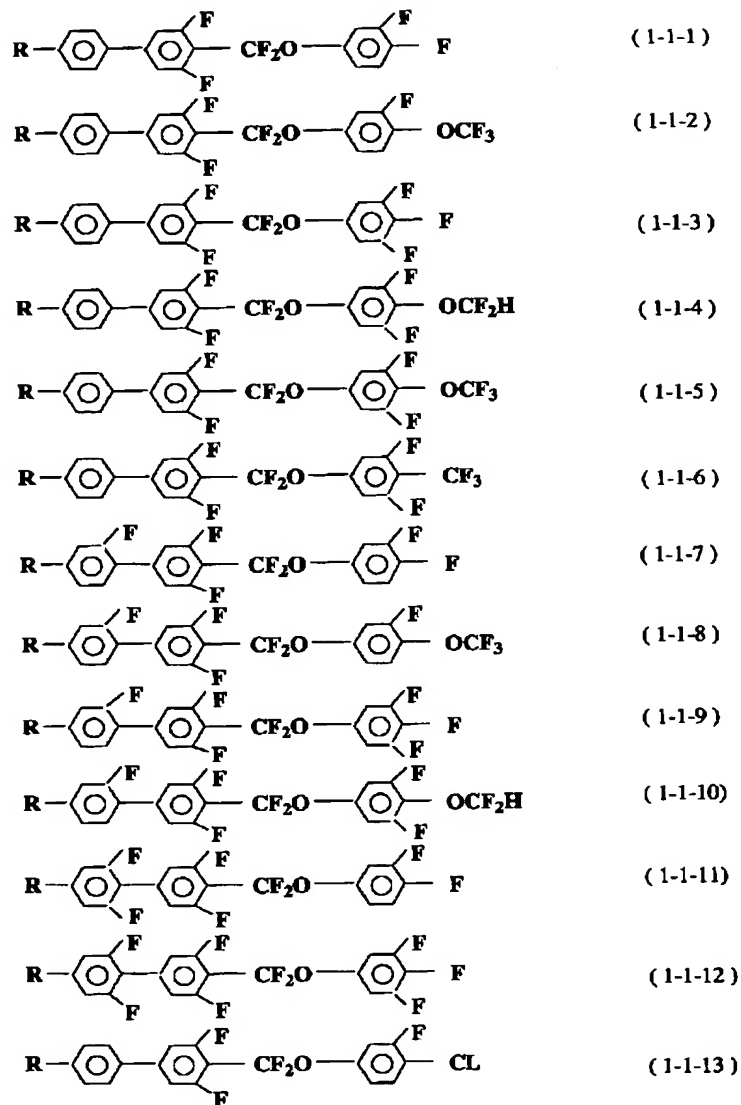 R F F CF₂O F F (1-1-1)
R F F CF₂O F OCF₃ (1-1-2)
R F F CF₂O F F F (1-1-3)
R F F CF₂O F F OCF₂H (1-1-4)
R F F CF₂O F F OCF₃ (1-1-5)
R F F CF₂O F F CF₃ (1-1-6)
R F F F CF₂O F F (1-1-7)
R F F F CF₂O F OCF₃ (1-1-8)
R F F F CF₂O F F F (1-1-9)
R F F F CF₂O F F OCF₂H (1-1-10)
R F F F F CF₂O F F (1-1-11)
R F F F F CF₂O F F F (1-1-12)
R F F CF₂O F CL (1-1-13)